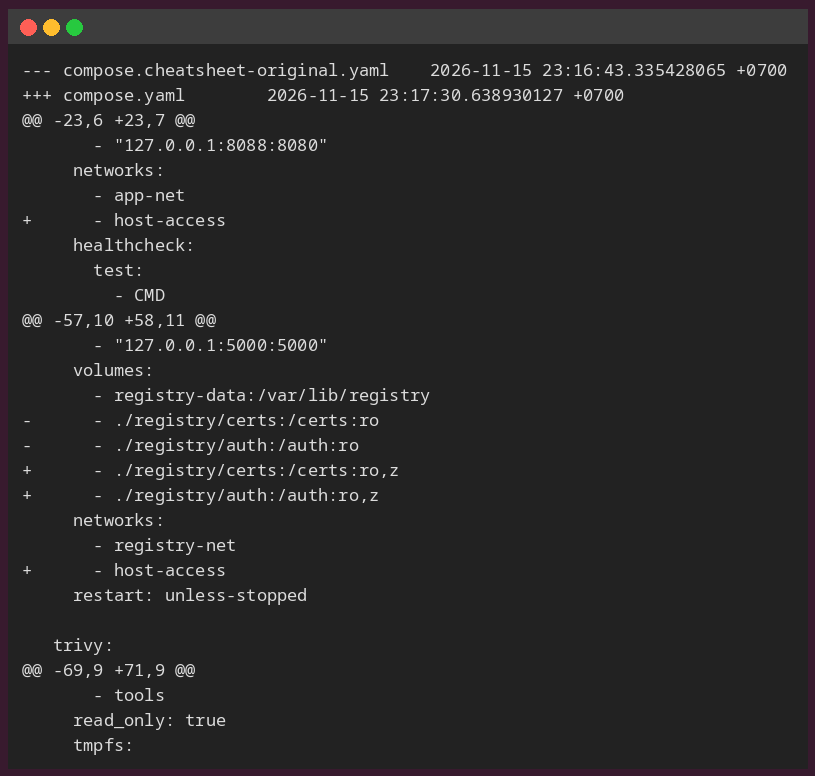 --- compose.cheatsheet-original.yaml    2026-11-15 23:16:43.335428065 +0700
+++ compose.yaml        2026-11-15 23:17:30.638930127 +0700
@@ -23,6 +23,7 @@
       - "127.0.0.1:8088:8080"
     networks:
       - app-net
+      - host-access
     healthcheck:
       test:
         - CMD
@@ -57,10 +58,11 @@
       - "127.0.0.1:5000:5000"
     volumes:
       - registry-data:/var/lib/registry
-      - ./registry/certs:/certs:ro
-      - ./registry/auth:/auth:ro
+      - ./registry/certs:/certs:ro,z
+      - ./registry/auth:/auth:ro,z
     networks:
       - registry-net
+      - host-access
     restart: unless-stopped

   trivy:
@@ -69,9 +71,9 @@
       - tools
     read_only: true
     tmpfs: